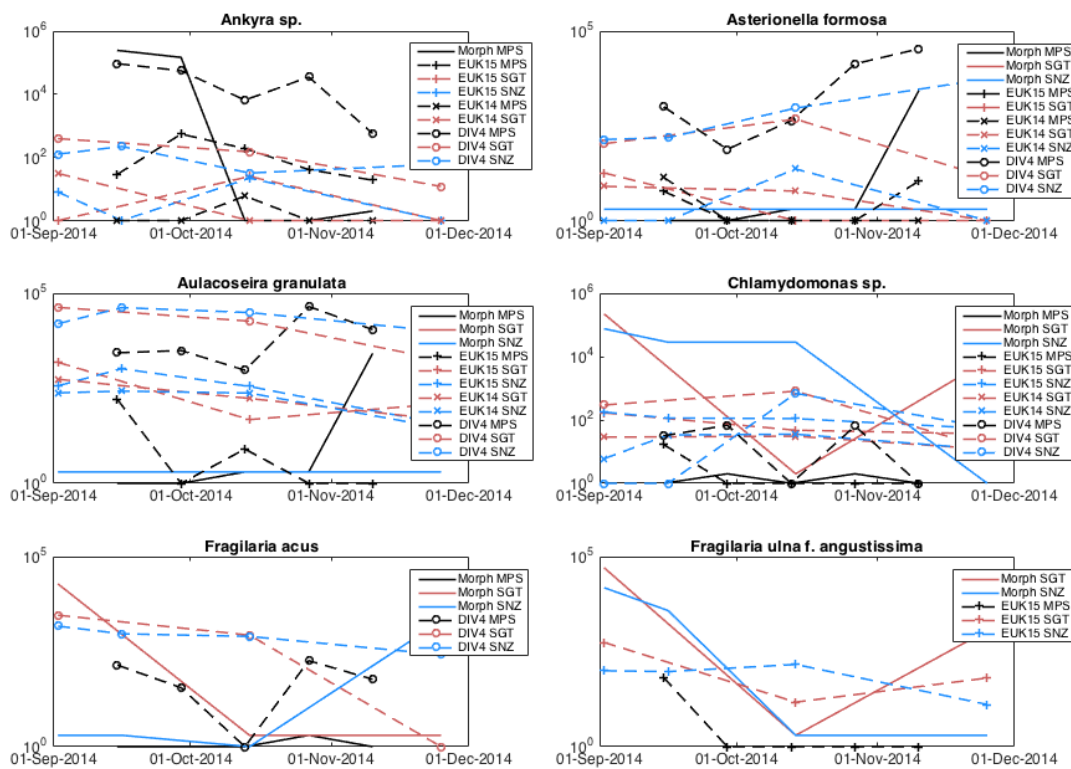 Ankyra sp.
10^6
10^4
10^2
10^0
01-Sep-2014 01-Oct-2014 01-Nov-2014 01-Dec-2014
Morph MPS
EUK15 MPS
EUK15 SGT
EUK15 SNZ
EUK14 MPS
EUK14 SGT
DIV4 MPS
DIV4 SGT
DIV4 SNZ
Asterionella formosa
10^5
10^0
01-Sep-2014 01-Oct-2014 01-Nov-2014 01-Dec-2014
Morph MPS
Morph SGT
Morph SNZ
EUK15 MPS
EUK15 SGT
EUK14 MPS
EUK14 SGT
EUK14 SNZ
DIV4 MPS
DIV4 SGT
DIV4 SNZ
Aulacoseira granulata
10^5
10^0
01-Sep-2014 01-Oct-2014 01-Nov-2014 01-Dec-2014
Morph MPS
Morph SGT
Morph SNZ
EUK15 MPS
EUK15 SGT
EUK15 SNZ
EUK14 SGT
EUK14 SNZ
DIV4 MPS
DIV4 SGT
DIV4 SNZ
Chlamydomonas sp.
10^6
10^4
10^2
10^0
01-Sep-2014 01-Oct-2014 01-Nov-2014 01-Dec-2014
Morph MPS
Morph SGT
Morph SNZ
EUK15 MPS
EUK15 SGT
EUK15 SNZ
EUK14 SGT
EUK14 SNZ
DIV4 MPS
DIV4 SGT
DIV4 SNZ
Fragilaria acus
10^5
10^0
01-Sep-2014 01-Oct-2014 01-Nov-2014 01-Dec-2014
Morph MPS
Morph SGT
Morph SNZ
DIV4 MPS
DIV4 SGT
DIV4 SNZ
Fragilaria ulna f. angustissima
10^5
10^0
01-Sep-2014 01-Oct-2014 01-Nov-2014 01-Dec-2014
Morph SGT
Morph SNZ
EUK15 MPS
EUK15 SGT
EUK15 SNZ